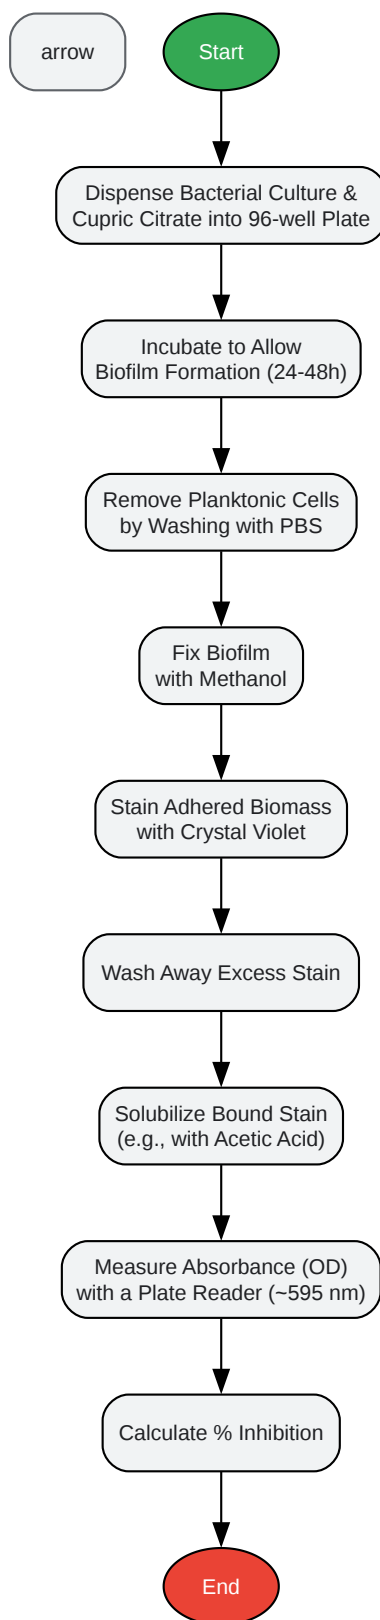 arrow
Start
Dispense Bacterial Culture &
Cupric Citrate into 96-well Plate
Incubate to Allow
Biofilm Formation (24-48h)
Remove Planktonic Cells
by Washing with PBS
Fix Biofilm
with Methanol
Stain Adhered Biomass
with Crystal Violet
Wash Away Excess Stain
Solubilize Bound Stain
(e.g., with Acetic Acid)
Measure Absorbance (OD)
with a Plate Reader (~595 nm)
Calculate % Inhibition
End